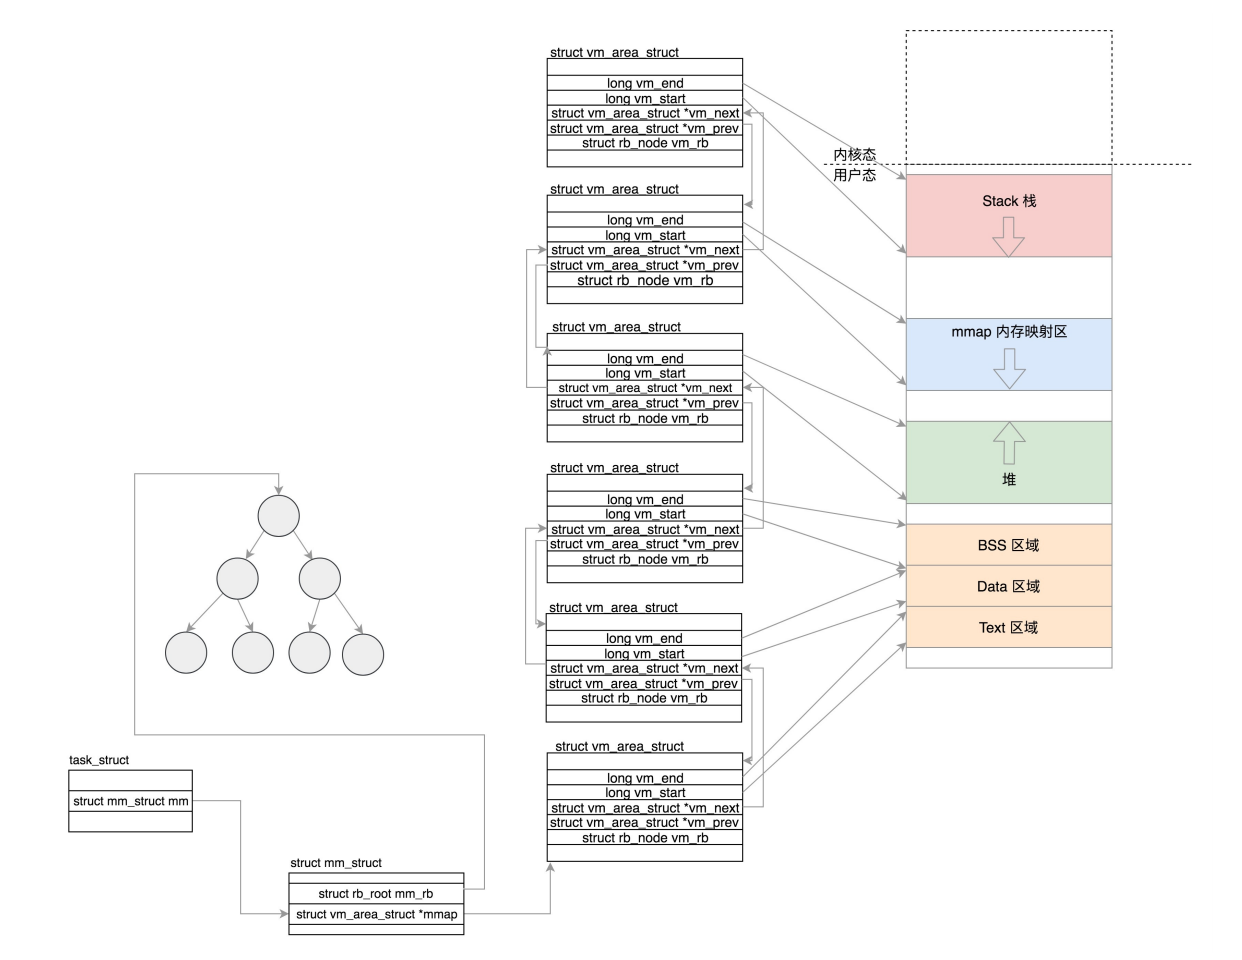 struct vm_area_struct
long vm_end
long vm_start
struct vm_area_struct *vm_next
struct vm_area_struct *vm_prev
struct rb_node vm_rb
struct vm_area_struct
long vm_end
long vm_start
struct vm_area_struct *vm_next
struct vm_area_struct *vm_prev
struct rb_node vm_rb
struct vm_area_struct
long vm_end
long vm_start
struct vm_area_struct *vm_next
struct vm_area_struct *vm_prev
struct rb_node vm_rb
struct vm_area_struct
long vm_end
long vm_start
struct vm_area_struct *vm_next
struct vm_area_struct *vm_prev
struct rb_node vm_rb
struct vm_area_struct
long vm_end
long vm_start
struct vm_area_struct *vm_next
struct vm_area_struct *vm_prev
struct rb_node vm_rb
struct vm_area_struct
long vm_end
long vm_start
struct vm_area_struct *vm_next
struct vm_area_struct *vm_prev
struct rb_node vm_rb
内核态
用户态
Stack 栈
mmap 内存映射区
堆
BSS 区域
Data 区域
Text 区域
task_struct
struct mm_struct mm
struct mm_struct
struct rb_root mm_rb
struct vm_area_struct *mmap